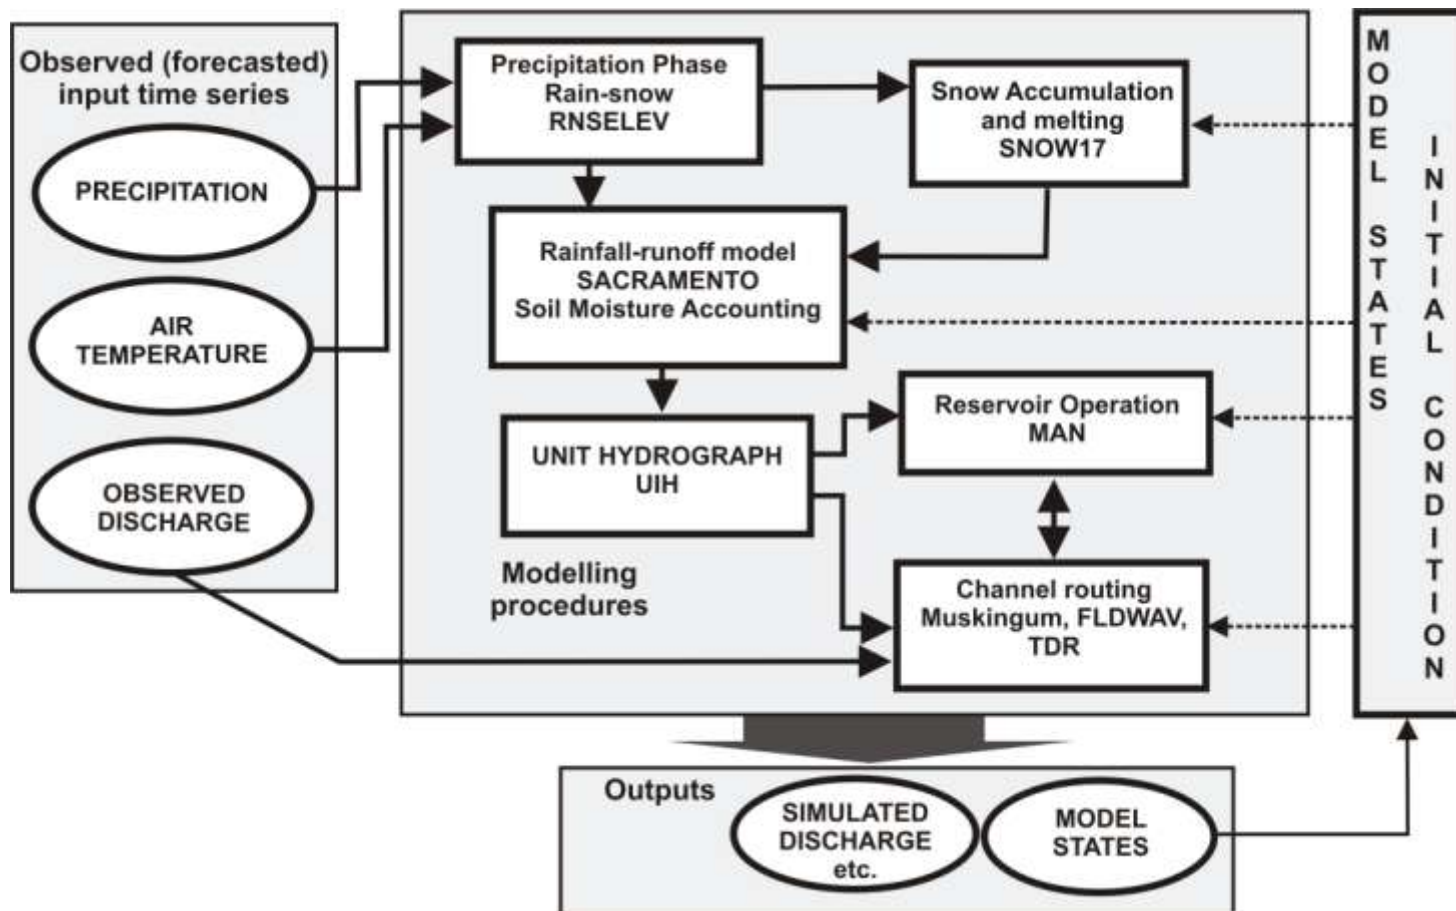 Observed (forecasted)
input time series
PRECIPITATION
AIR
TEMPERATURE
OBSERVED
DISCHARGE
Precipitation Phase
Rain-snow
RNSELEV
Snow Accumulation
and melting
SNOW17
Rainfall-runoff model
SACRAMENTO
Soil Moisture Accounting
UNIT HYDROGRAPH
UIH
Reservoir Operation
MAN
Channel routing
Muskingum, FLDWAV,
TDR
Modelling
procedures
MODEL STATES
INITIAL CONDITION
Outputs
SIMULATED
DISCHARGE
etc.
MODEL
STATES